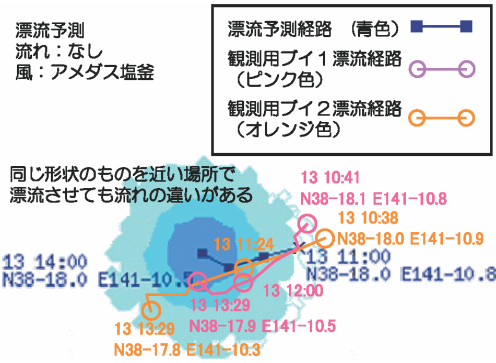 漂流予測
流れ：なし
風：アメダス塩釜
漂流予測経路　（青色）
観測用ブイ１漂流経路
（ピンク色）
観測用ブイ２漂流経路
（オレンジ色）
同じ形状のものを近い場所で
漂流させても流れの違いがある
13 10:41
N38-18.1 E141-10.8
13 10:38
N38-18.0 E141-10.9
13 11:24
13 14:00
N38-18.0 E141-10.
13 11:00
N38-18.0 E141-10.8
13 12:00
13 13:29
N38-17.9 E141-10.5
13 13:29
N38-17.8 E141-10.3